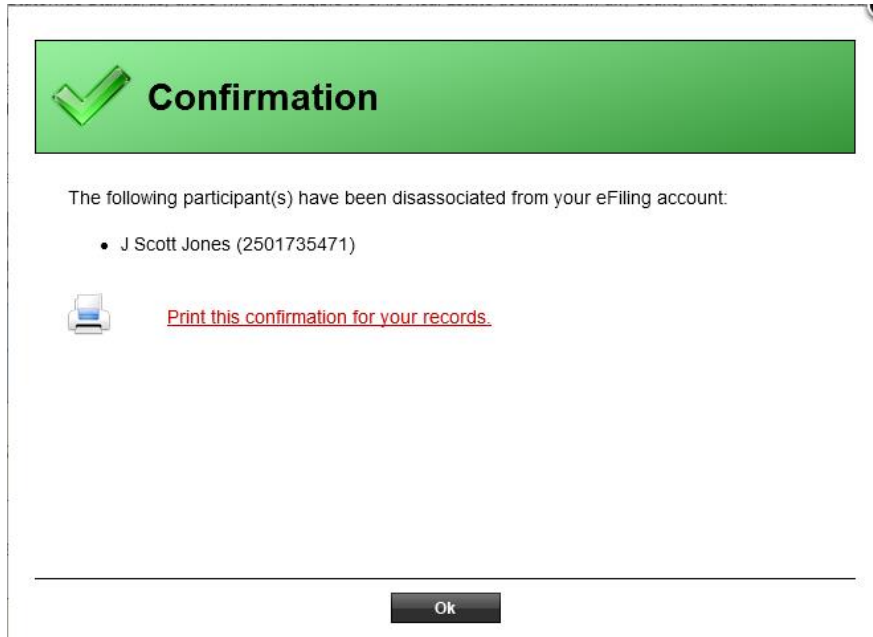 Confirmation
The following participant(s) have been disassociated from your eFiling account:
• J Scott Jones (2501735471)
Print this confirmation for your records.
Ok